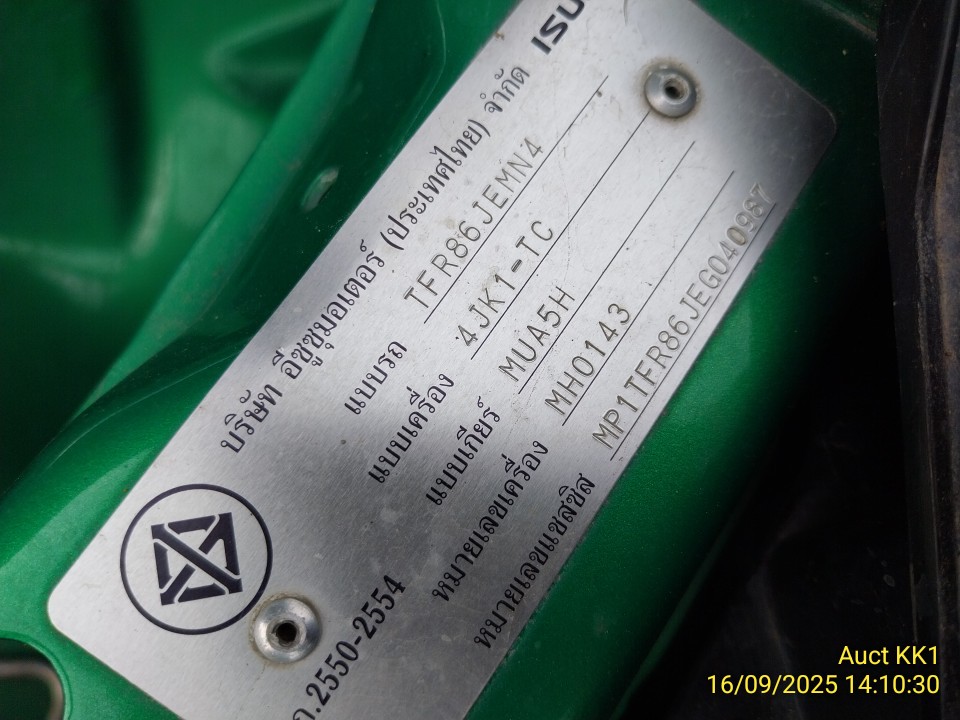 บริษัท อีซูซุมอเตอร์ (ประเทศไทย) จำกัด
แบบรถ TFR86JEMN4
แบบเครื่อง 4JK1-TC
แบบเกียร์ MUA5H
หมายเลขเครื่อง MH0143
หมายเลขแชสซิส MP1TFR86JEG040987
2550-2554
Auct KK1
16/09/2025 14:10:30